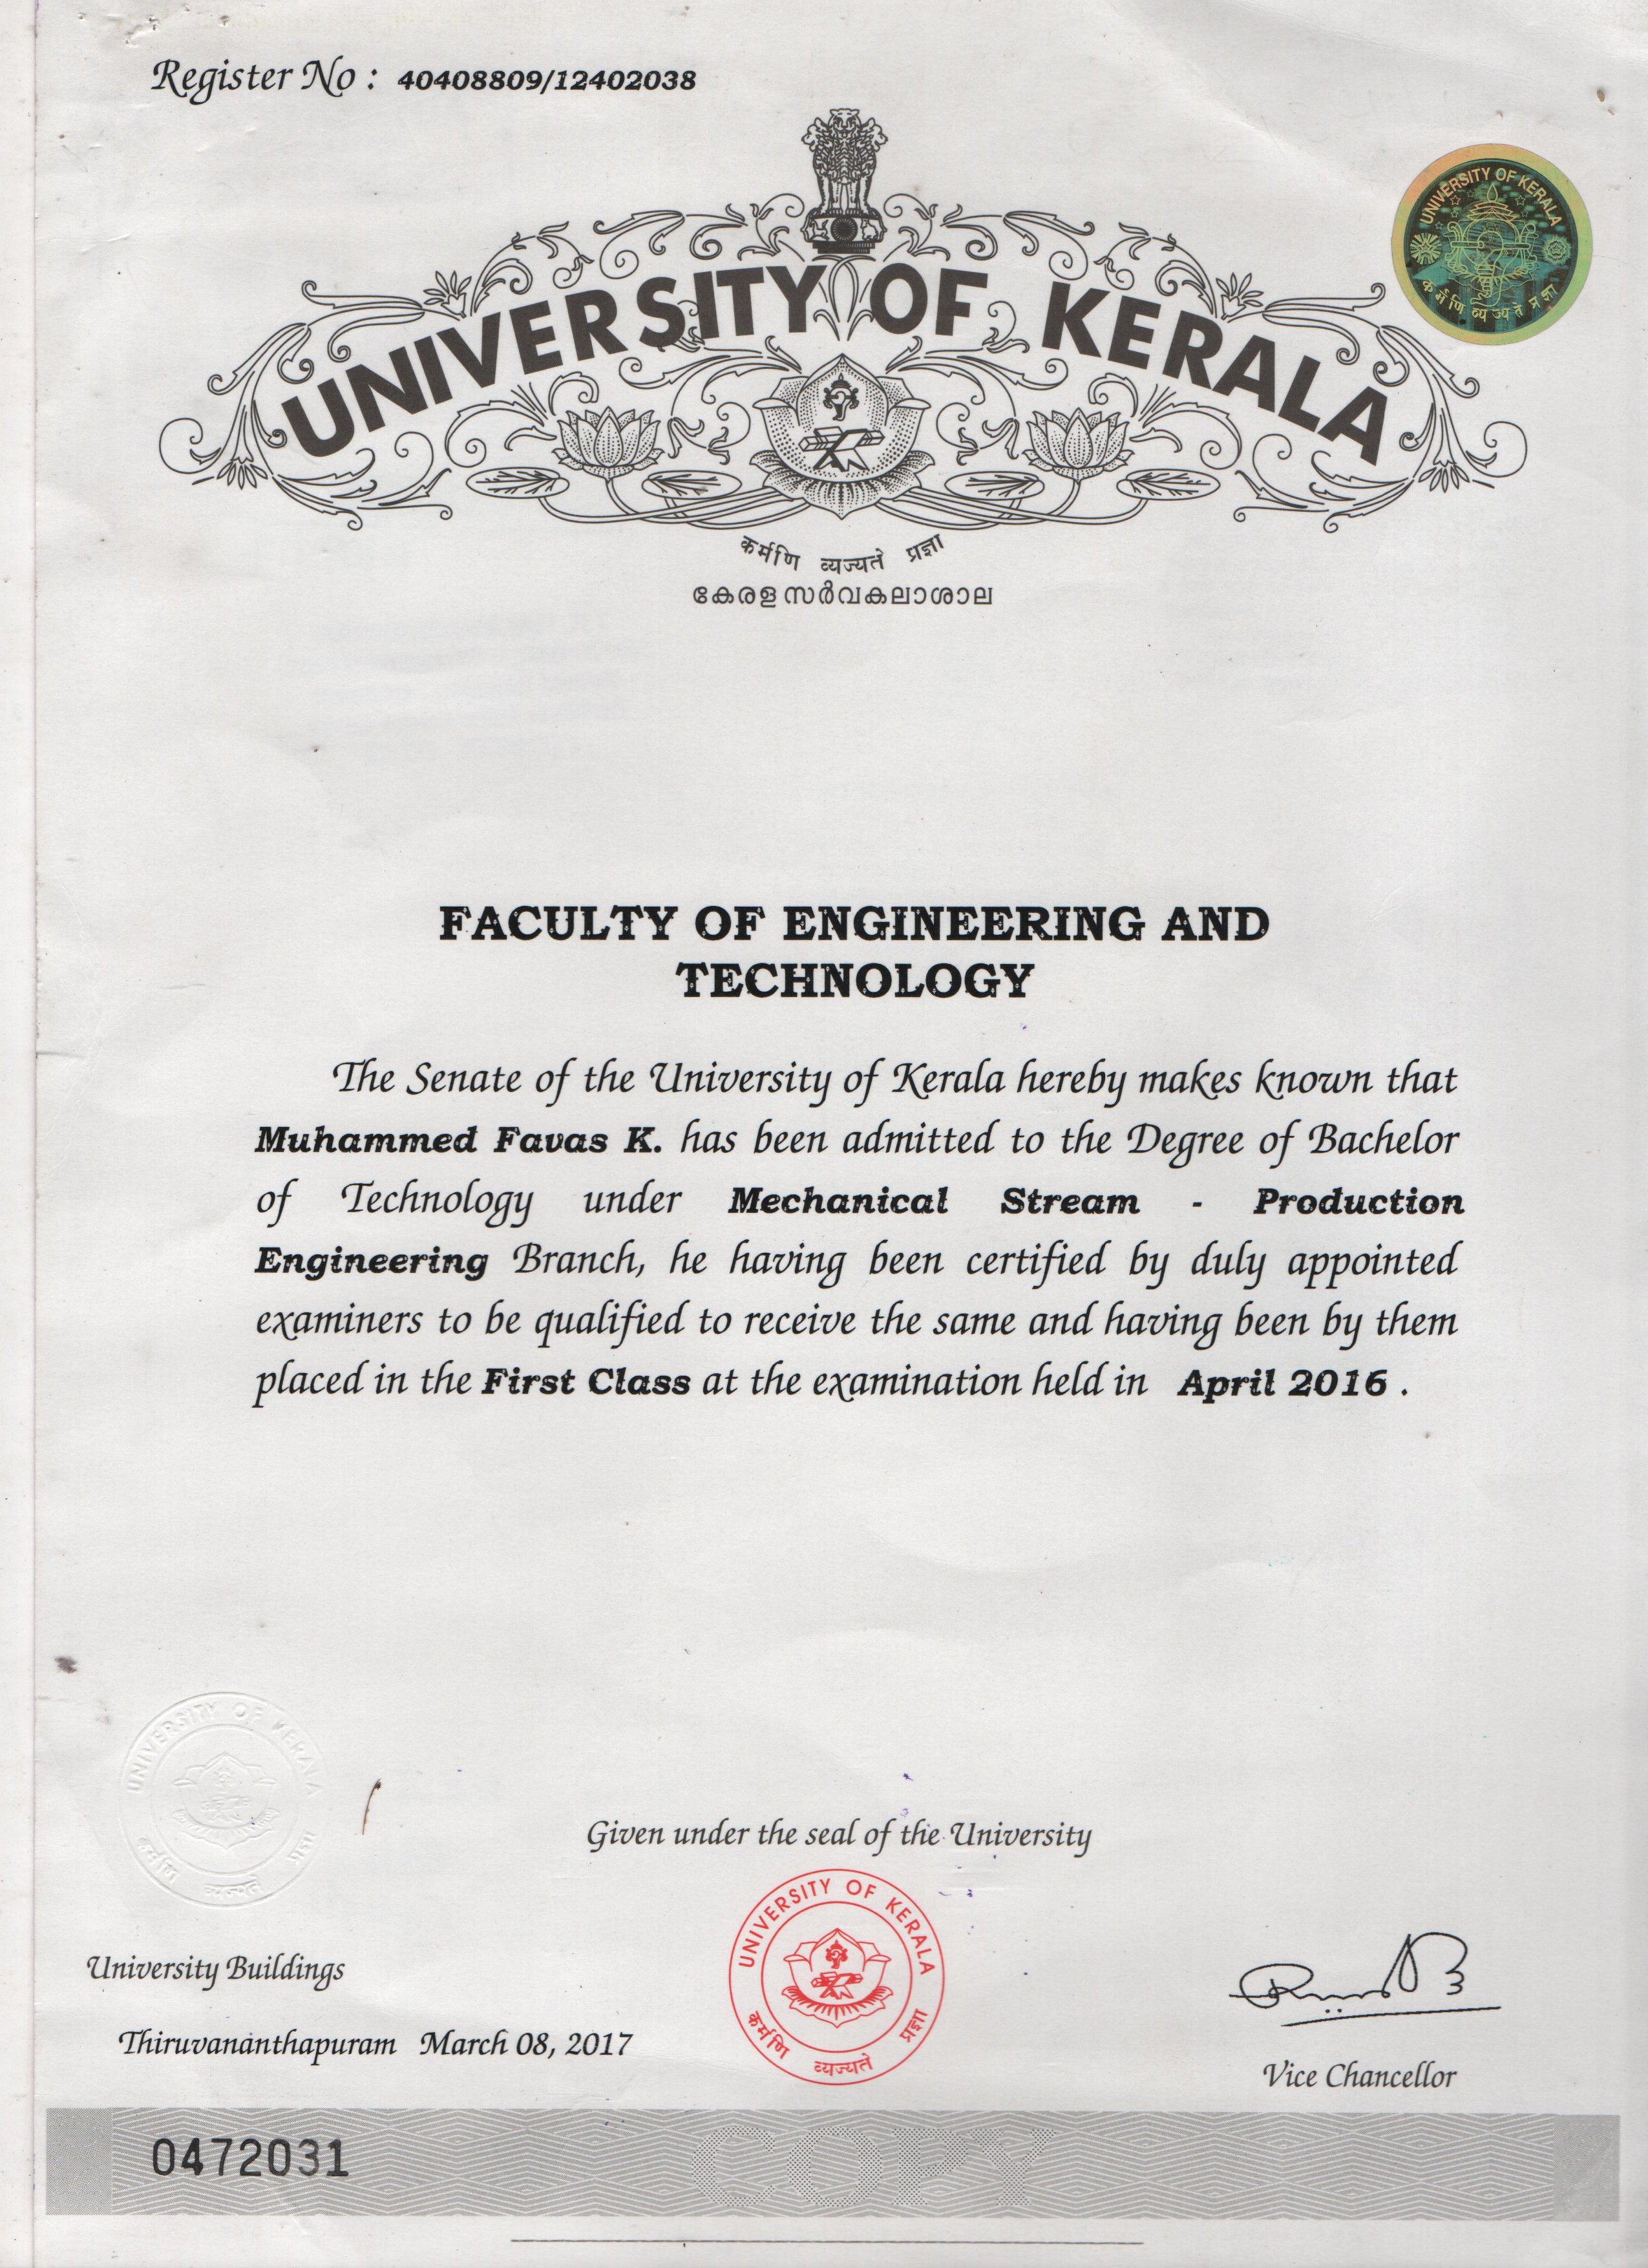 Register No : 40408809/12402038
UNIVERSITY OF KERALA
कर्मणि व्यज्यते प्रज्ञा
കേരള സർവകലാശാല
UNIVERSITY OF KERALA
कर्मणि व्यज्यते प्रज्ञा
FACULTY OF ENGINEERING AND
TECHNOLOGY
The Senate of the University of Kerala hereby makes known that
Muhammed Favas K. has been admitted to the Degree of Bachelor
of Technology under Mechanical Stream - Production
Engineering Branch, he having been certified by duly appointed
examiners to be qualified to receive the same and having been by them
placed in the First Class at the examination held in April 2016 .
UNIVERSITY OF KERALA
कर्मणि व्यज्यते प्रज्ञा
Given under the seal of the University
UNIVERSITY OF KERALA
कर्मणि व्यज्यते प्रज्ञा
University Buildings
Thiruvananthapuram March 08, 2017
Vice Chancellor
0472031
COPY